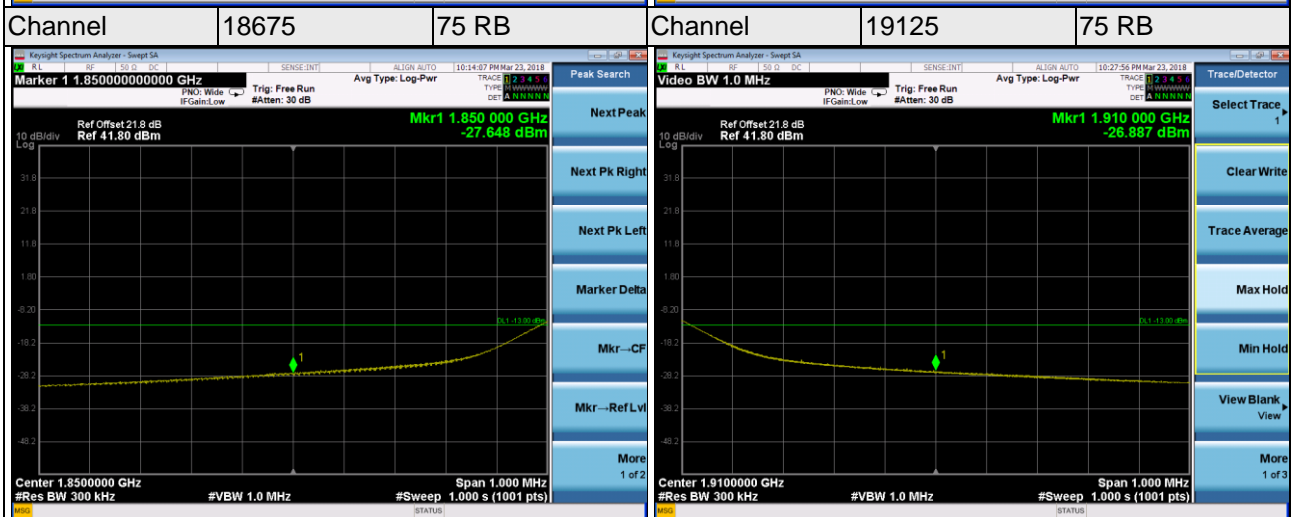 Channel 18675 75 RB Channel 19125 75 RB
Keysight Spectrum Analyzer - Swept SA
RL RF 50 Ω DC SENSE:INT ALIGN AUTO 10:14:07 PM Mar 23, 2018
Marker 1 1.850000000000 GHz
PNO: Wide
IFGain:Low
Trig: Free Run
#Atten: 30 dB
Avg Type: Log-Pwr
TRACE 1 2 3 4 5 6
TYPE M WWWWW
DET A N N N N N
Ref Offset 21.8 dB
10 dB/div Ref 41.80 dBm
Log
Mkr1 1.850 000 GHz
-27.648 dBm
31.8
21.8
11.8
1.80
-8.20
DL1 -13.00 dBm
-18.2
1
-28.2
-38.2
-48.2
Center 1.8500000 GHz Span 1.000 MHz
#Res BW 300 kHz #VBW 1.0 MHz #Sweep 1.000 s (1001 pts)
MSG STATUS
Peak Search
Next Peak
Next Pk Right
Next Pk Left
Marker Delta
Mkr→CF
Mkr→Ref Lvl
More
1 of 2
Keysight Spectrum Analyzer - Swept SA
RL RF 50 Ω DC SENSE:INT ALIGN AUTO 10:27:56 PM Mar 23, 2018
Video BW 1.0 MHz
PNO: Wide
IFGain:Low
Trig: Free Run
#Atten: 30 dB
Avg Type: Log-Pwr
TRACE 1 2 3 4 5 6
TYPE M WWWWW
DET A N N N N N
Ref Offset 21.8 dB
10 dB/div Ref 41.80 dBm
Log
Mkr1 1.910 000 GHz
-26.887 dBm
31.8
21.8
11.8
1.80
-8.20
DL1 -13.00 dBm
-18.2
1
-28.2
-38.2
-48.2
Center 1.9100000 GHz Span 1.000 MHz
#Res BW 300 kHz #VBW 1.0 MHz #Sweep 1.000 s (1001 pts)
MSG STATUS
Trace/Detector
Select Trace
1
Clear Write
Trace Average
Max Hold
Min Hold
View Blank
View
More
1 of 3